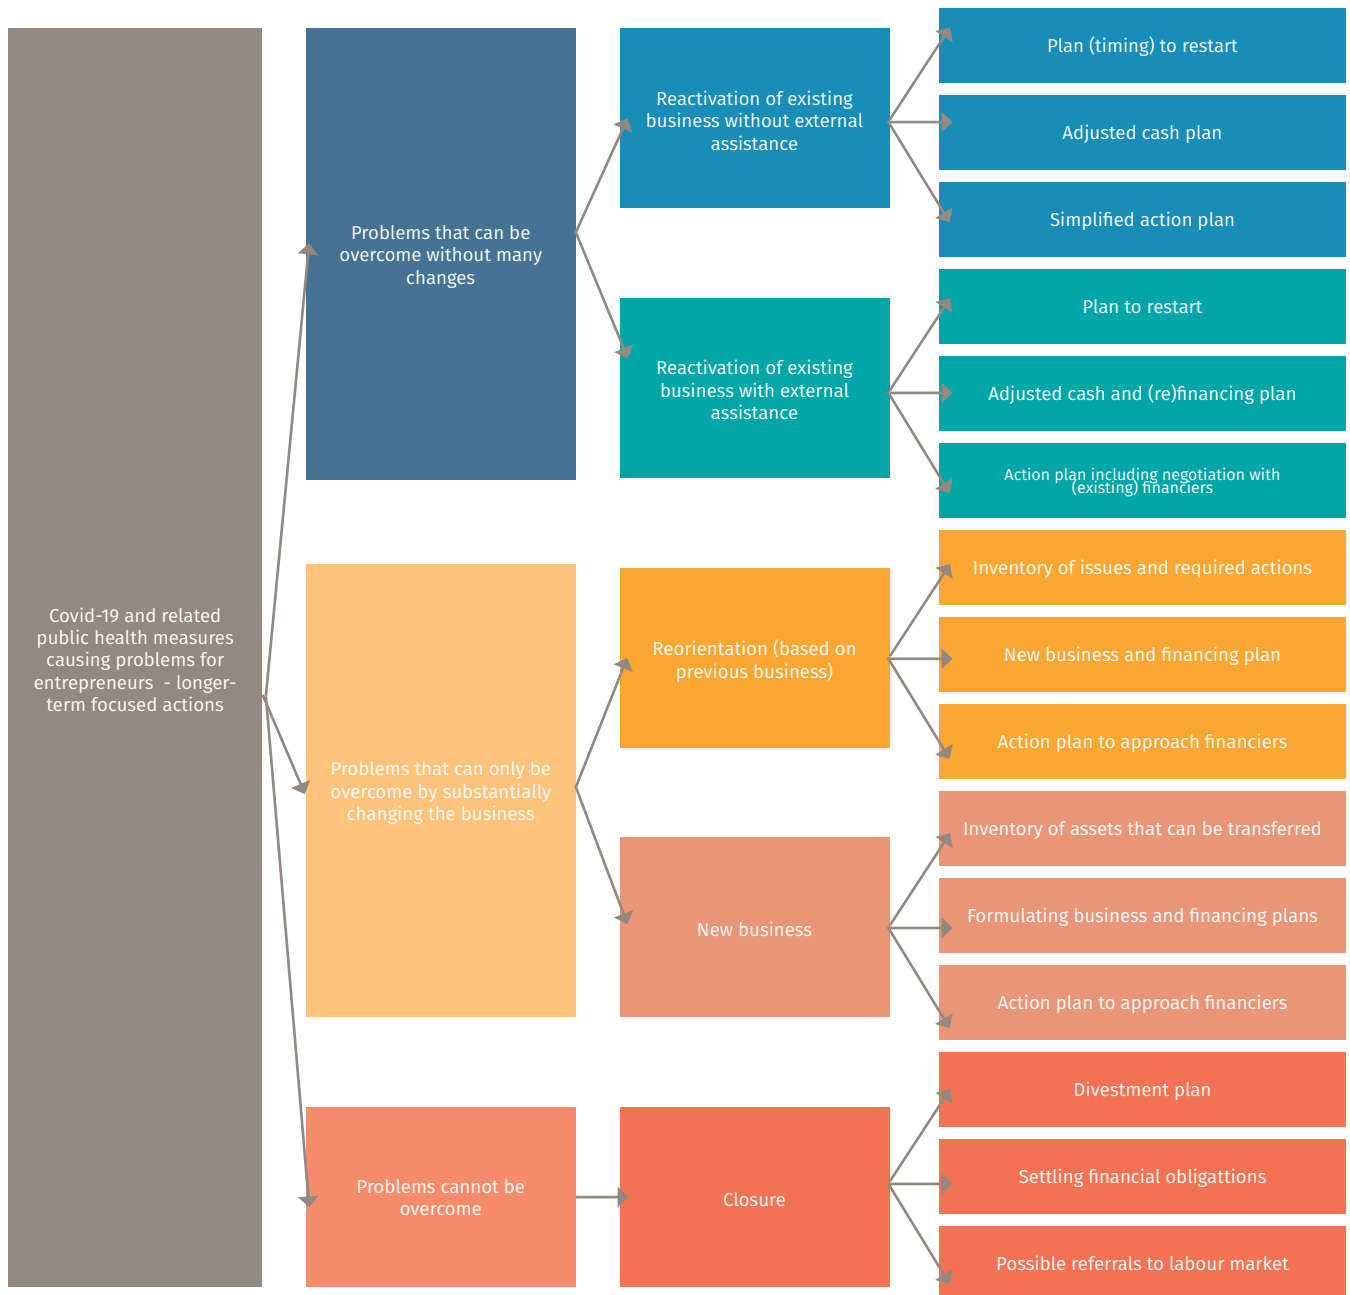 Covid-19 and related
public health measures
causing problems for
entrepreneurs - longer-
term focused actions
Problems that can be
overcome without many
changes
Reactivation of existing
business without external
assistance
Plan (timing) to restart
Adjusted cash plan
Simplified action plan
Reactivation of existing
business with external
assistance
Plan to restart
Adjusted cash and (re)financing plan
Action plan including negotiation with
(existing) financiers
Problems that can only be
overcome by substantially
changing the business
Reorientation (based on
previous business)
Inventory of issues and required actions
New business and financing plan
Action plan to approach financiers
New business
Inventory of assets that can be transferred
Formulating business and financing plans
Action plan to approach financiers
Problems cannot be
overcome
Closure
Divestment plan
Settling financial obligattions
Possible referrals to labour market